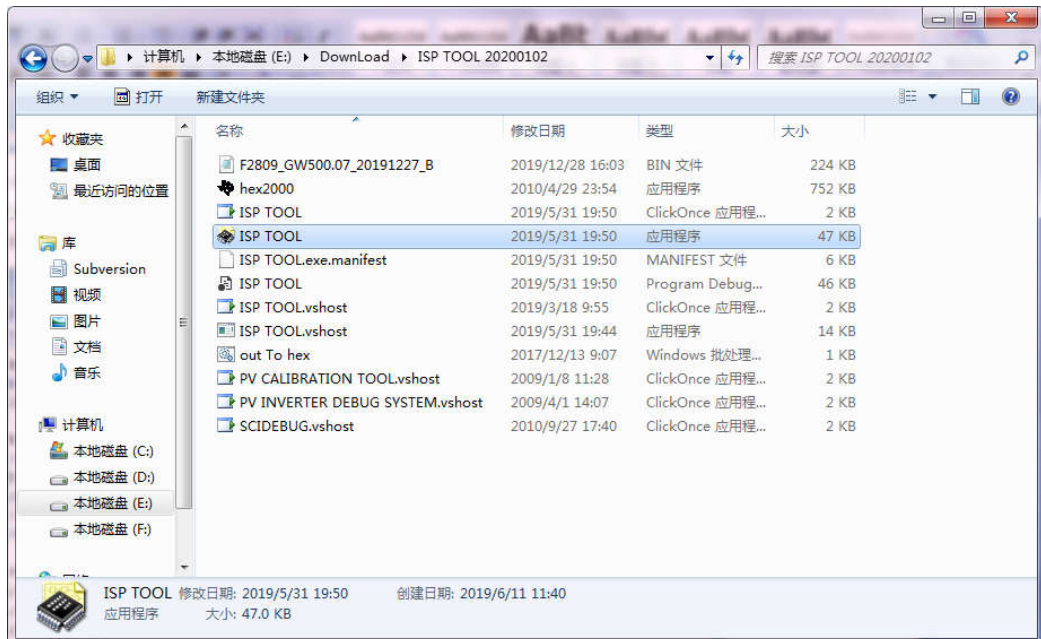 计算机 ▸ 本地磁盘 (E:) ▸ DownLoad ▸ ISP TOOL 20200102
搜索 ISP TOOL 20200102
组织 打开 新建文件夹
收藏夹
桌面
最近访问的位置
库
Subversion
视频
图片
文档
音乐
计算机
本地磁盘 (C:)
本地磁盘 (D:)
本地磁盘 (E:)
本地磁盘 (F:)
名称 修改日期 类型 大小
F2809_GW500.07_20191227_B 2019/12/28 16:03 BIN 文件 224 KB
hex2000 2010/4/29 23:54 应用程序 752 KB
ISP TOOL 2019/5/31 19:50 ClickOnce 应用程... 2 KB
ISP TOOL 2019/5/31 19:50 应用程序 47 KB
ISP TOOL.exe.manifest 2019/5/31 19:50 MANIFEST 文件 6 KB
ISP TOOL 2019/5/31 19:50 Program Debug... 46 KB
ISP TOOL.vshost 2019/3/18 9:55 ClickOnce 应用程... 2 KB
ISP TOOL.vshost 2019/5/31 19:44 应用程序 14 KB
out To hex 2017/12/13 9:07 Windows 批处理... 1 KB
PV CALIBRATION TOOL.vshost 2009/1/8 11:28 ClickOnce 应用程... 2 KB
PV INVERTER DEBUG SYSTEM.vshost 2009/4/1 14:07 ClickOnce 应用程... 2 KB
SCIDEBUG.vshost 2010/9/27 17:40 ClickOnce 应用程... 2 KB
ISP TOOL 修改日期: 2019/5/31 19:50 创建日期: 2019/6/11 11:40
应用程序 大小: 47.0 KB